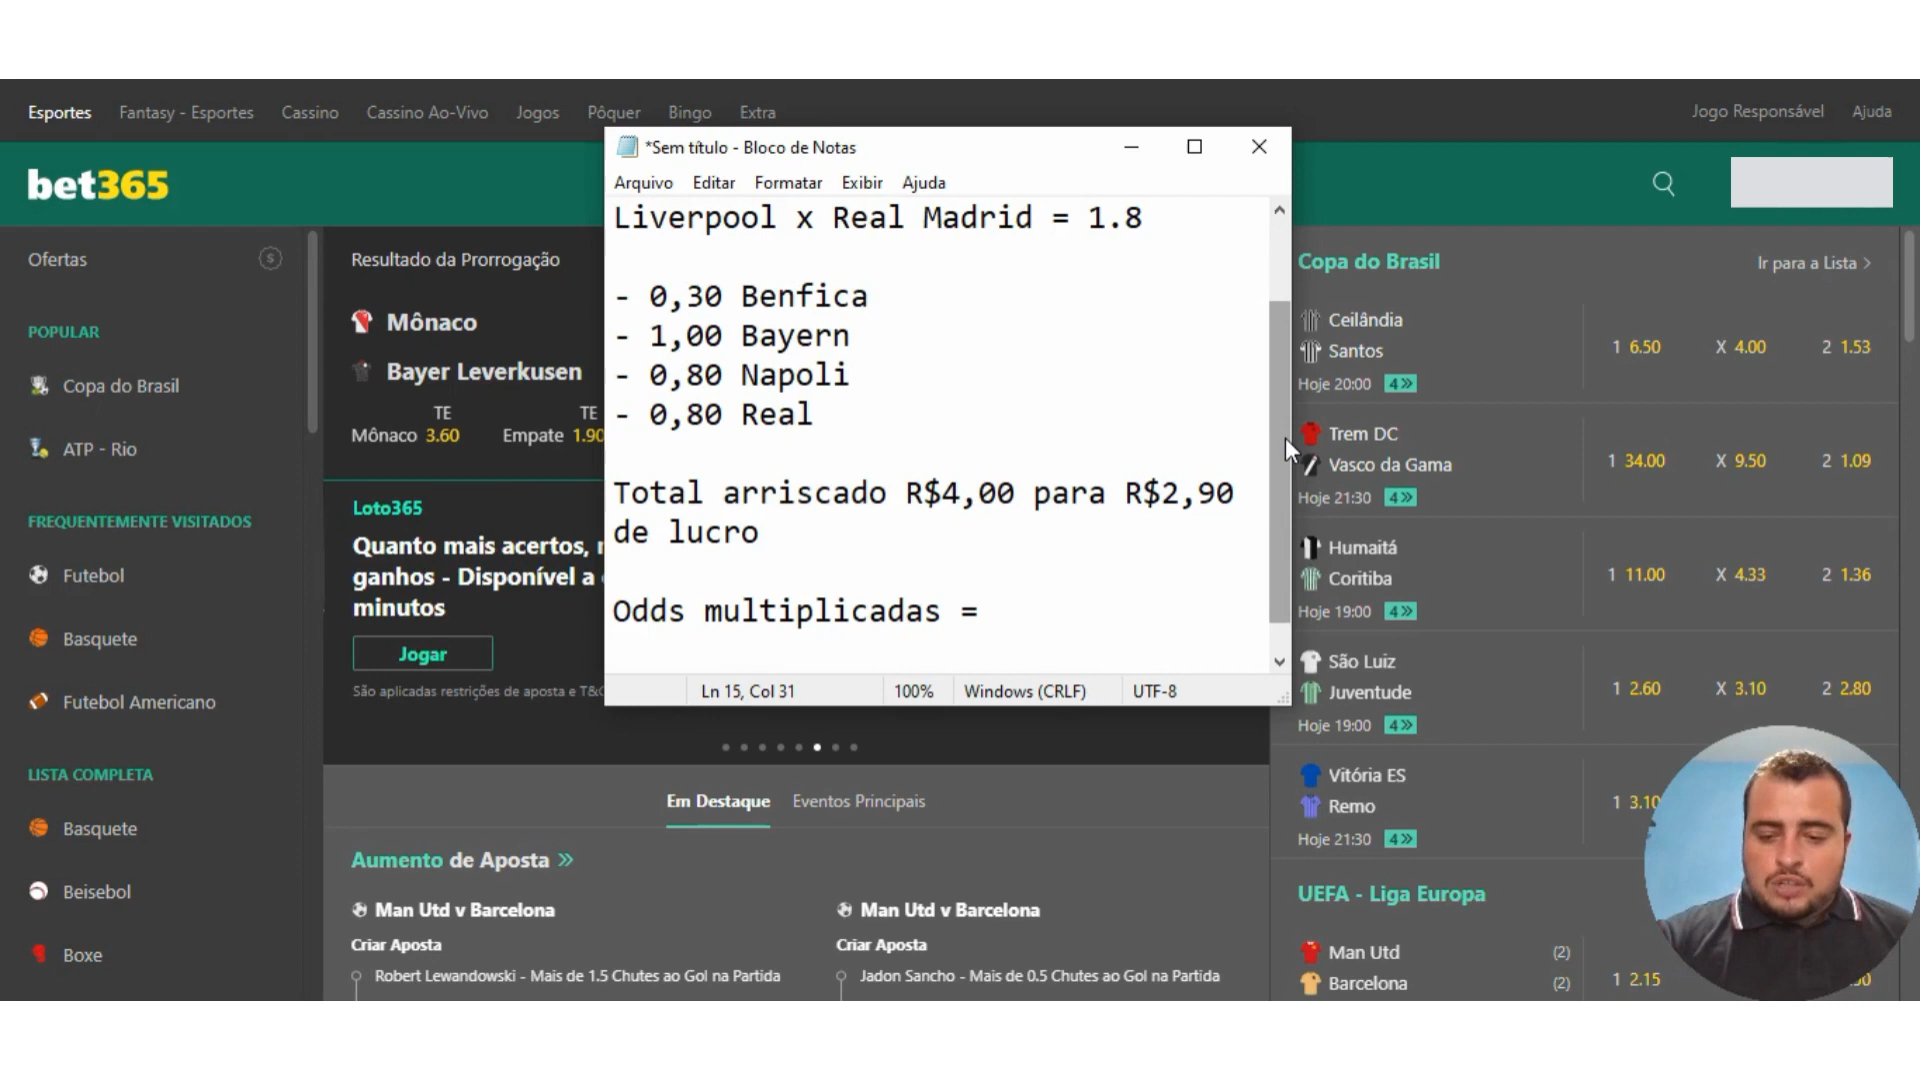 Esportes Fantasy - Esportes Cassino Cassino Ao-Vivo Jogos Pôquer Bingo Extra Jogo Responsável Ajuda
bet365
*Sem título - Bloco de Notas
Arquivo Editar Formatar Exibir Ajuda
Liverpool x Real Madrid = 1.8
- 0,30 Benfica
- 1,00 Bayern
- 0,80 Napoli
- 0,80 Real
Total arriscado R$4,00 para R$2,90
de lucro
Odds multiplicadas =
Ln 15, Col 31 100% Windows (CRLF) UTF-8
Ofertas
POPULAR
Copa do Brasil
ATP - Rio
FREQUENTEMENTE VISITADOS
Futebol
Basquete
Futebol Americano
LISTA COMPLETA
Basquete
Beisebol
Boxe
Resultado da Prorrogação
Mônaco
Bayer Leverkusen
TE TE
Mônaco 3.60 Empate 1.90
Loto365
Quanto mais acertos,
ganhos - Disponível a
minutos
Jogar
São aplicadas restrições de aposta e T&C
Em Destaque Eventos Principais
Aumento de Aposta
Man Utd v Barcelona
Criar Aposta
Robert Lewandowski - Mais de 1.5 Chutes ao Gol na Partida
Man Utd v Barcelona
Criar Aposta
Jadon Sancho - Mais de 0.5 Chutes ao Gol na Partida
Copa do Brasil Ir para a Lista >
Ceilândia
Santos
1 6.50 X 4.00 2 1.53
Hoje 20:00 4
Trem DC
Vasco da Gama
1 34.00 X 9.50 2 1.09
Hoje 21:30 4
Humaitá
Coritiba
1 11.00 X 4.33 2 1.36
Hoje 19:00 4
São Luiz
Juventude
1 2.60 X 3.10 2 2.80
Hoje 19:00 4
Vitória ES
Remo
1 3.10
Hoje 21:30 4
UEFA - Liga Europa
Man Utd (2)
Barcelona (2)
1 2.15